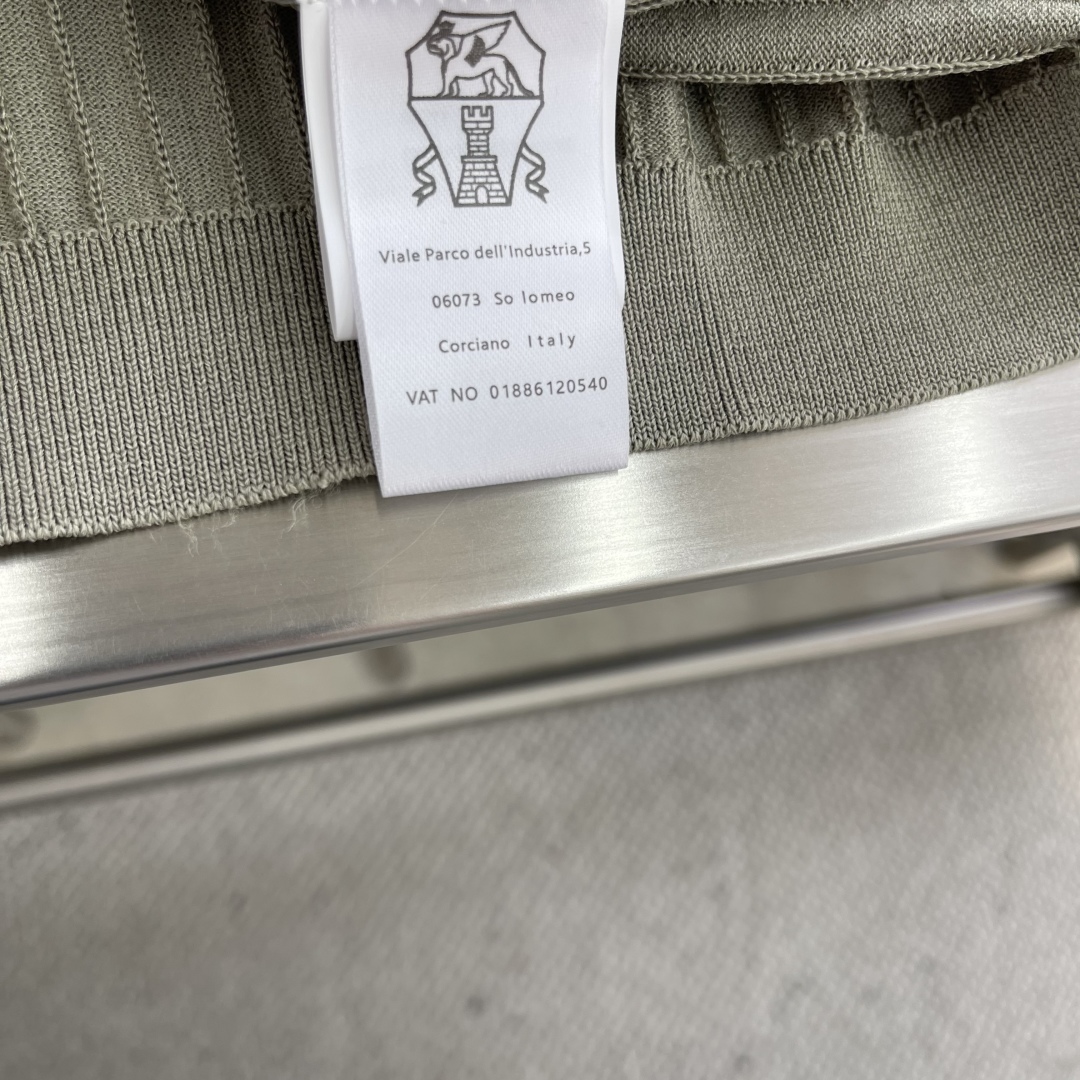 Viale Parco dell'Industria,5
06073 So lomeo
Corciano Italy
VAT NO 01886120540